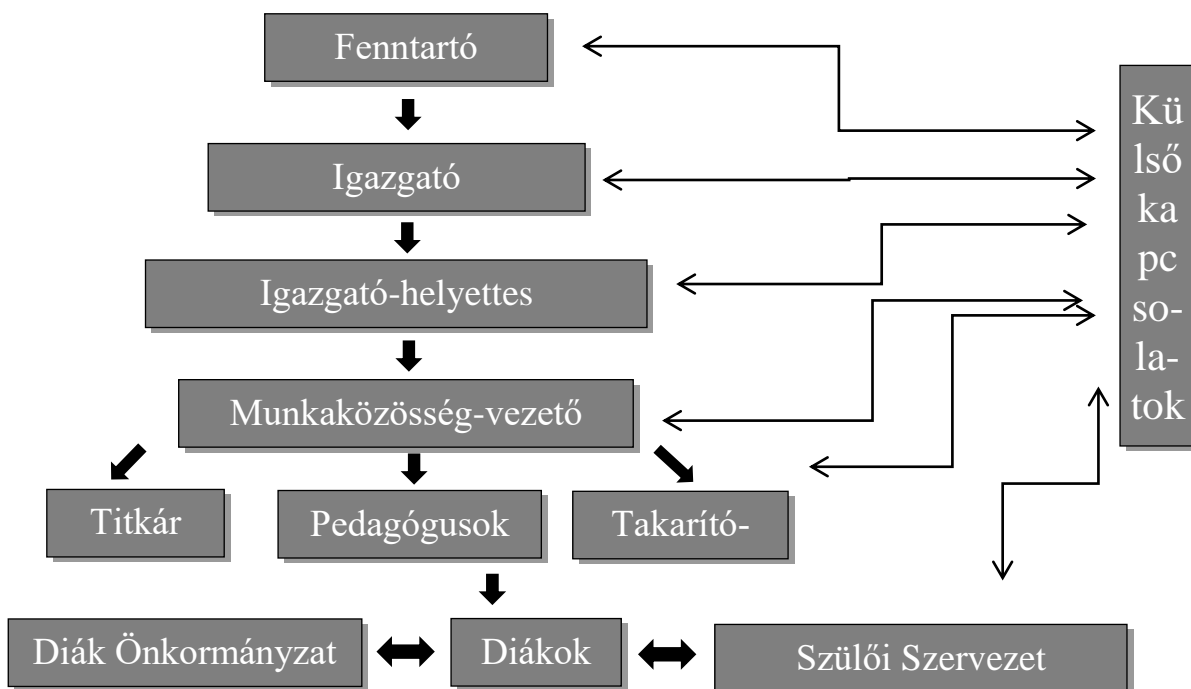 Fenntartó
Igazgató
Igazgató-helyettes
Munkaközösség-vezető
Titkár
Pedagógusok
Takarító-
Diák Önkormányzat
Diákok
Szülői Szervezet
Kü
lső
ka
pc
so-
la-
tok